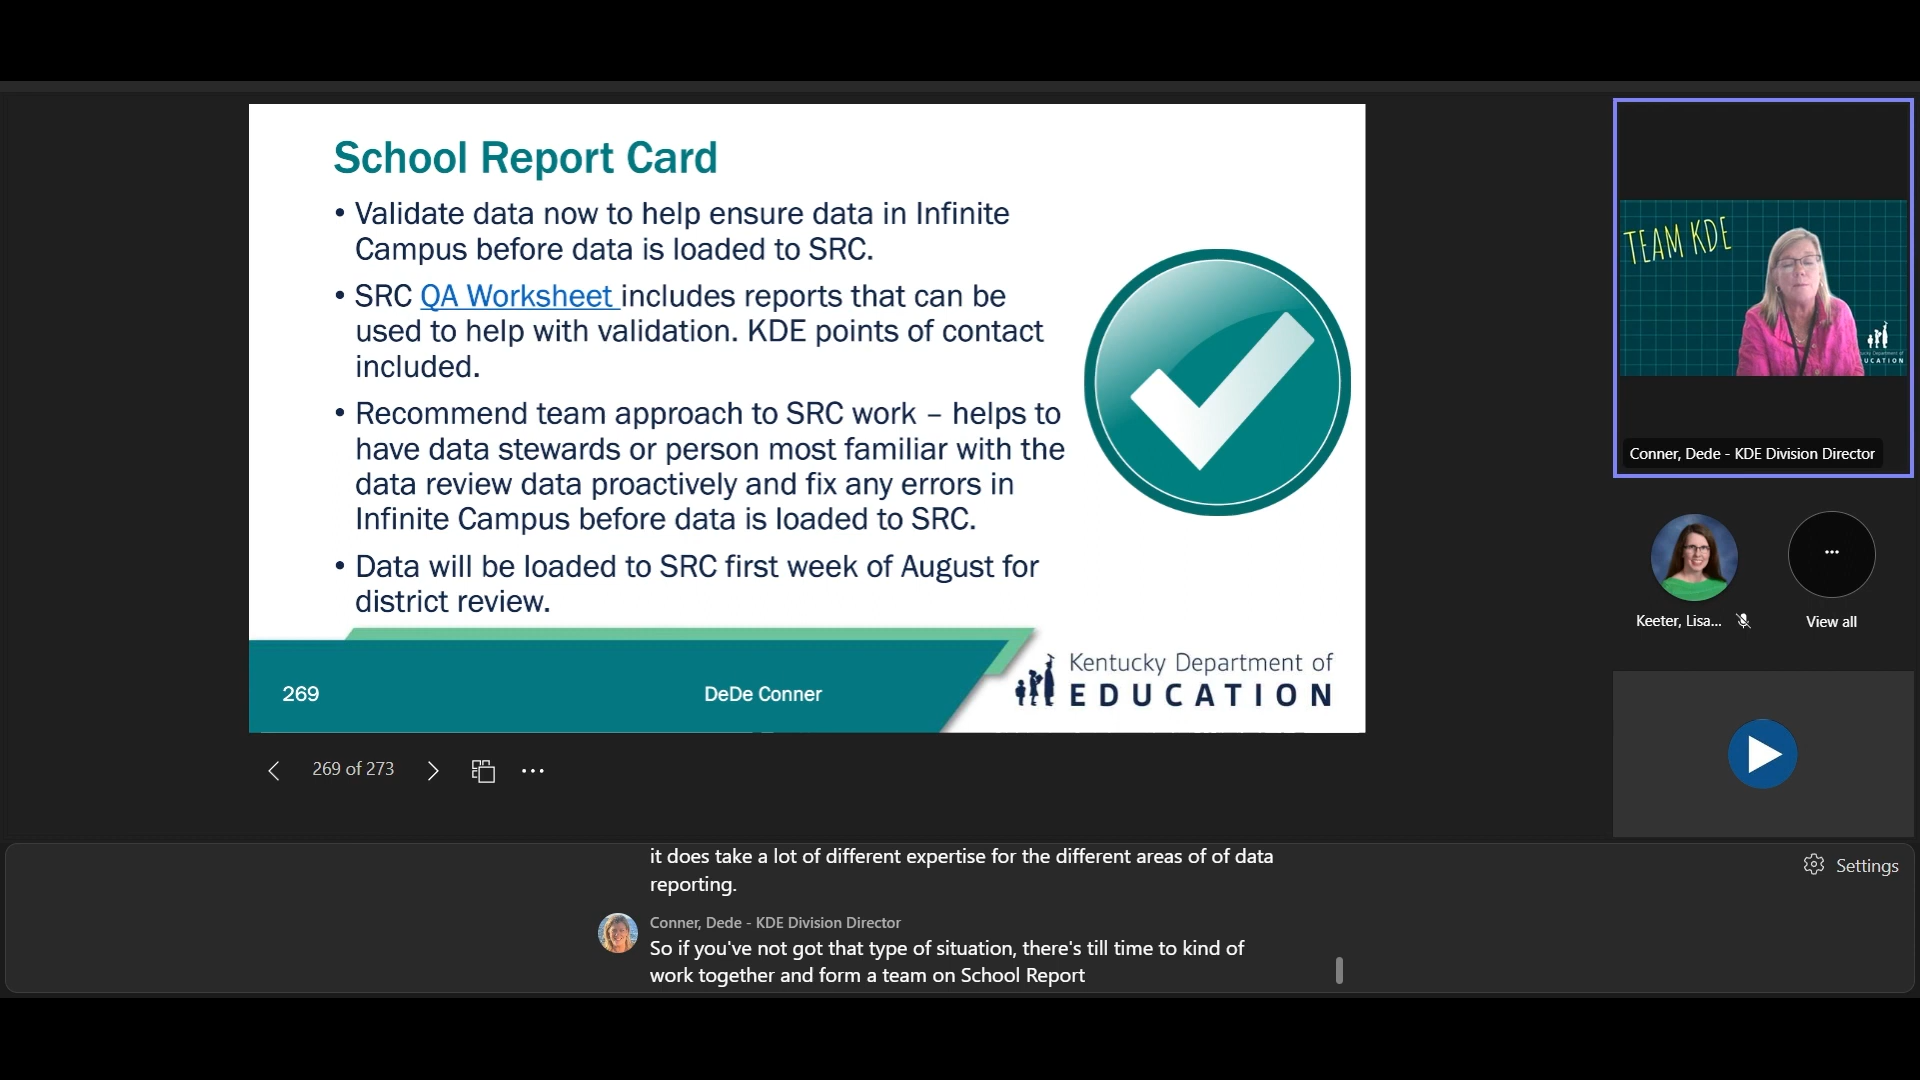 School Report Card
• Validate data now to help ensure data in Infinite
Campus before data is loaded to SRC.
• SRC QA Worksheet includes reports that can be
used to help with validation. KDE points of contact
included.
• Recommend team approach to SRC work – helps to
have data stewards or person most familiar with the
data review data proactively and fix any errors in
Infinite Campus before data is loaded to SRC.
• Data will be loaded to SRC first week of August for
district review.
269
DeDe Conner
Kentucky Department of
EDUCATION
269 of 273
TEAM KDE
Conner, Dede - KDE Division Director
Keeter, Lisa...
View all
it does take a lot of different expertise for the different areas of of data
reporting.
Conner, Dede - KDE Division Director
So if you've not got that type of situation, there's till time to kind of
work together and form a team on School Report
Settings